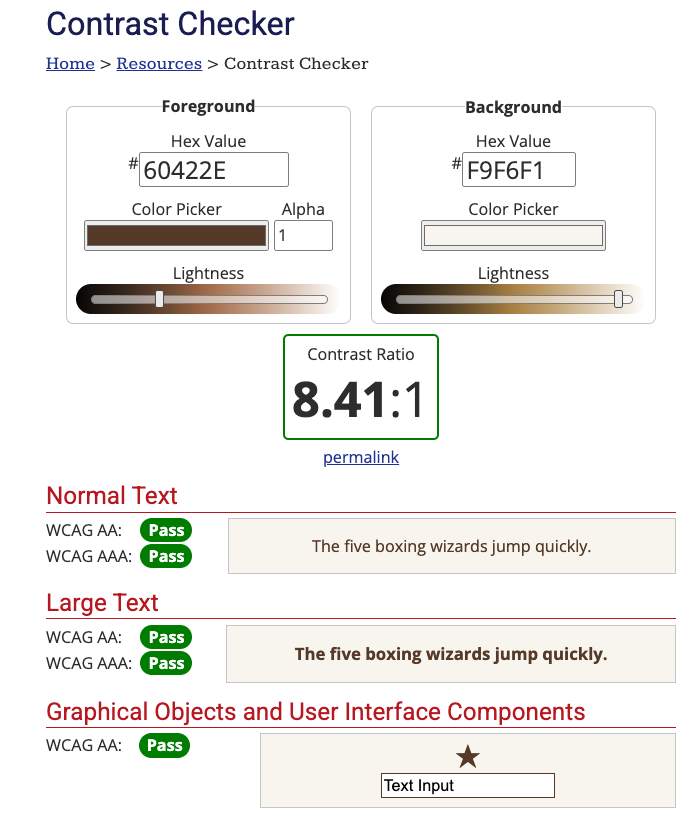 Contrast Checker
Home > Resources > Contrast Checker
Foreground
Hex Value
#60422E
Color Picker Alpha
1
Lightness
Background
Hex Value
#F9F6F1
Color Picker
Lightness
Contrast Ratio
8.41:1
permalink
Normal Text
WCAG AA: Pass
WCAG AAA: Pass
The five boxing wizards jump quickly.
Large Text
WCAG AA: Pass
WCAG AAA: Pass
The five boxing wizards jump quickly.
Graphical Objects and User Interface Components
WCAG AA: Pass
Text Input